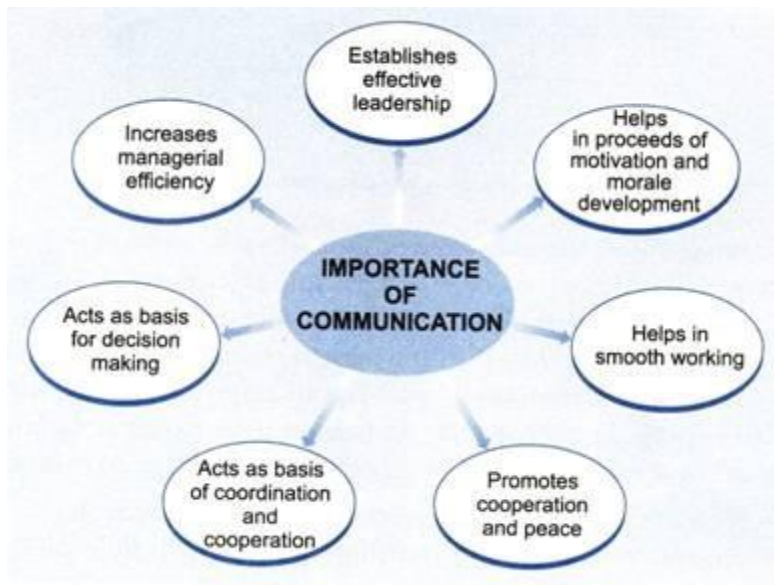 Establishes
effective
leadership
Helps
in proceeds of
motivation and
morale
development
Helps in
smooth working
Promotes
cooperation
and peace
Acts as basis
of coordination
and
cooperation
Acts as basis
for decision
making
Increases
managerial
efficiency
IMPORTANCE
OF
COMMUNICATION